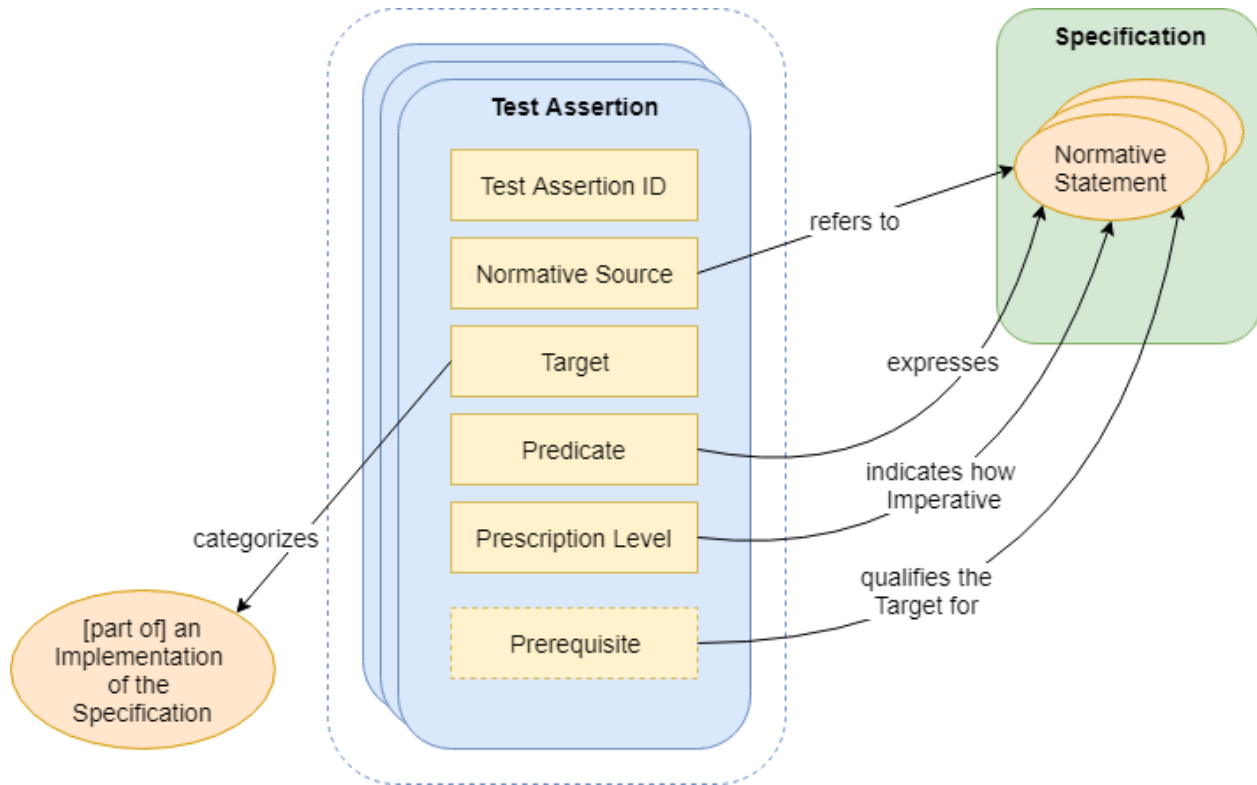 Specification
Test Assertion
Normative
Statement
Test Assertion ID
refers to
Normative Source
Target
expresses
Predicate
indicates how
Imperative
Prescription Level
categorizes
qualifies the
Target for
Prerequisite
[part of] an
Implementation
of the
Specification